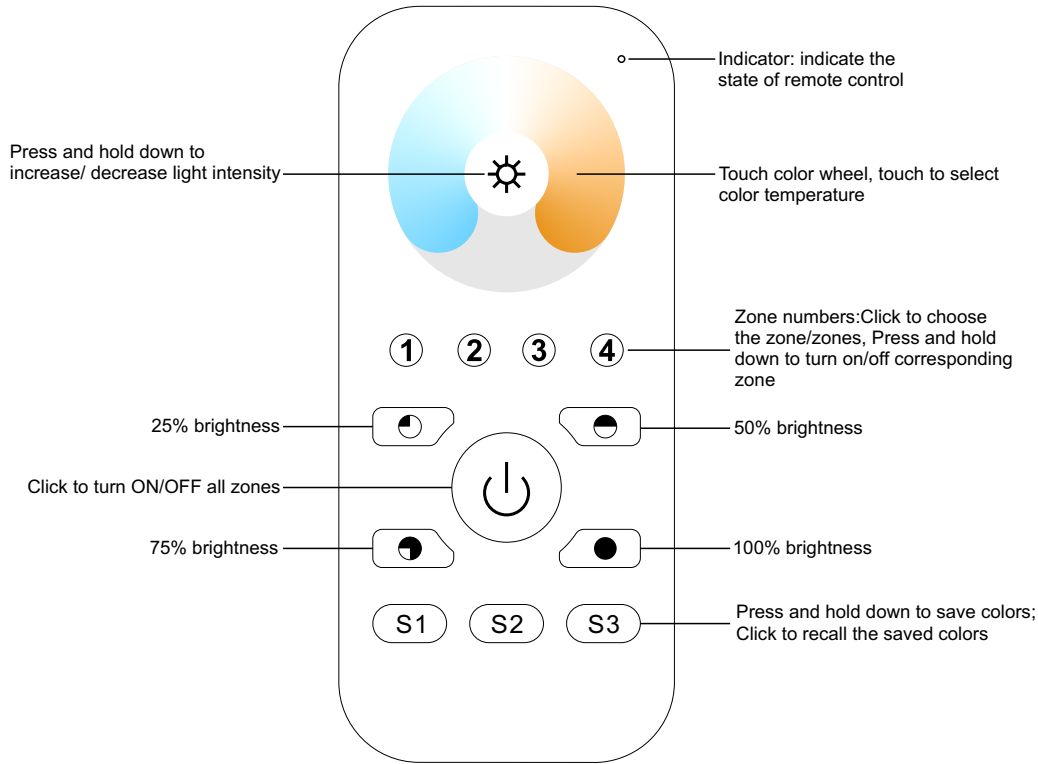 Indicator: indicate the
state of remote control
Press and hold down to
increase/ decrease light intensity
Touch color wheel, touch to select
color temperature
Zone numbers:Click to choose
the zone/zones, Press and hold
down to turn on/off corresponding
zone
1 2 3 4
25% brightness
50% brightness
Click to turn ON/OFF all zones
75% brightness
100% brightness
S1 S2 S3
Press and hold down to save colors;
Click to recall the saved colors